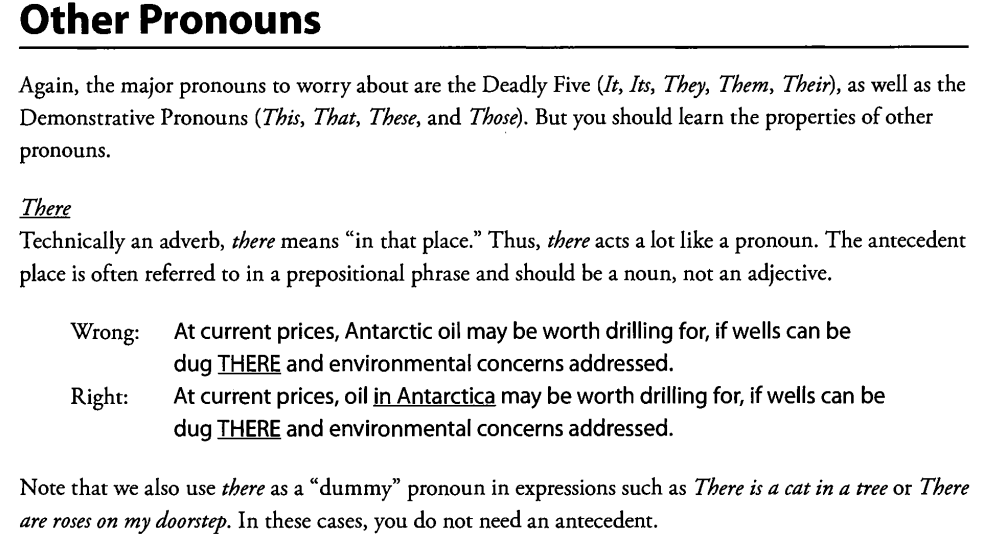 Other Pronouns
Again, the major pronouns to worry about are the Deadly Five (It, Its, They, Them, Their), as well as the
Demonstrative Pronouns (This, That, These, and Those). But you should learn the properties of other
pronouns.
There
Technically an adverb, there means “in that place.” Thus, there acts a lot like a pronoun. The antecedent
place is often referred to in a prepositional phrase and should be a noun, not an adjective.
Wrong: At current prices, Antarctic oil may be worth drilling for, if wells can be
dug THERE and environmental concerns addressed.
Right: At current prices, oil in Antarctica may be worth drilling for, if wells can be
dug THERE and environmental concerns addressed.
Note that we also use there as a “dummy” pronoun in expressions such as There is a cat in a tree or There
are roses on my doorstep. In these cases, you do not need an antecedent.